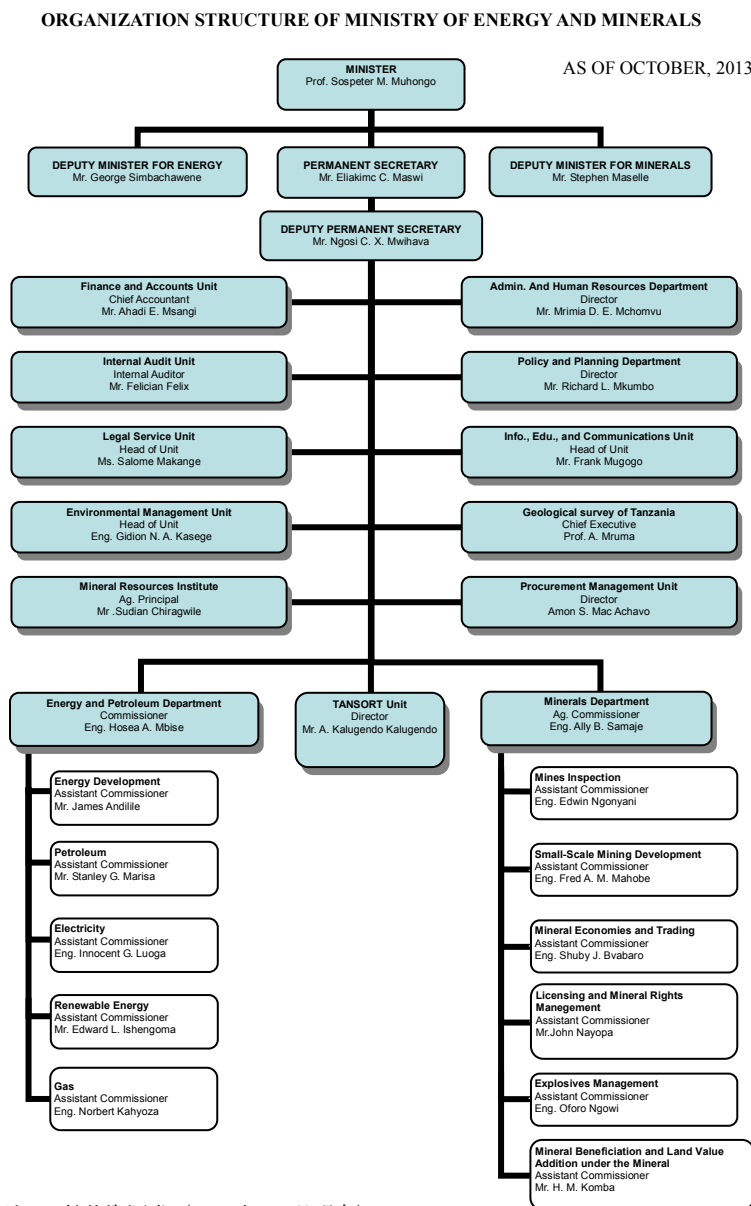 ORGANIZATION STRUCTURE OF MINISTRY OF ENERGY AND MINERALS
AS OF OCTOBER, 2013
MINISTER
Prof. Sospeter M. Muhongo
DEPUTY MINISTER FOR ENERGY
Mr. George Simbachawene
PERMANENT SECRETARY
Mr. Eliakimc C. Maswi
DEPUTY MINISTER FOR MINERALS
Mr. Stephen Maselle
DEPUTY PERMANENT SECRETARY
Mr. Ngosi C. X. Mwihava
Finance and Accounts Unit
Chief Accountant
Mr. Ahadi E. Msangi
Admin. And Human Resources Department
Director
Mr. Mrimia D. E. Mchomvu
Internal Audit Unit
Internal Auditor
Mr. Felician Felix
Policy and Planning Department
Director
Mr. Richard L. Mkumbo
Legal Service Unit
Head of Unit
Ms. Salome Makange
Info., Edu., and Communications Unit
Head of Unit
Mr. Frank Mugogo
Environmental Management Unit
Head of Unit
Eng. Gidion N. A. Kasege
Geological survey of Tanzania
Chief Executive
Prof. A. Mruma
Mineral Resources Institute
Ag. Principal
Mr .Sudian Chiragwile
Procurement Management Unit
Director
Amon S. Mac Achavo
Energy and Petroleum Department
Commissioner
Eng. Hosea A. Mbise
TANSORT Unit
Director
Mr. A. Kalugendo Kalugendo
Minerals Department
Ag. Commissioner
Eng. Ally B. Samaje
Energy Development
Assistant Commissioner
Mr. James Andilile
Petroleum
Assistant Commissioner
Mr. Stanley G. Marisa
Electricity
Assistant Commissioner
Eng. Innocent G. Luoga
Renewable Energy
Assistant Commissioner
Mr. Edward L. Ishengoma
Gas
Assistant Commissioner
Eng. Norbert Kahyoza
Mines Inspection
Assistant Commissioner
Eng. Edwin Ngonyani
Small-Scale Mining Development
Assistant Commissioner
Eng. Fred A. M. Mahobe
Mineral Economies and Trading
Assistant Commissioner
Eng. Shuby J. Bvabaro
Licensing and Mineral Rights
Manegement
Assistant Commissioner
Mr.John Nayopa
Explosives Management
Assistant Commissioner
Eng. Oforo Ngowi
Mineral Beneficiation and Land Value
Addition under the Mineral
Assistant Commissioner
Mr. H. M. Komba